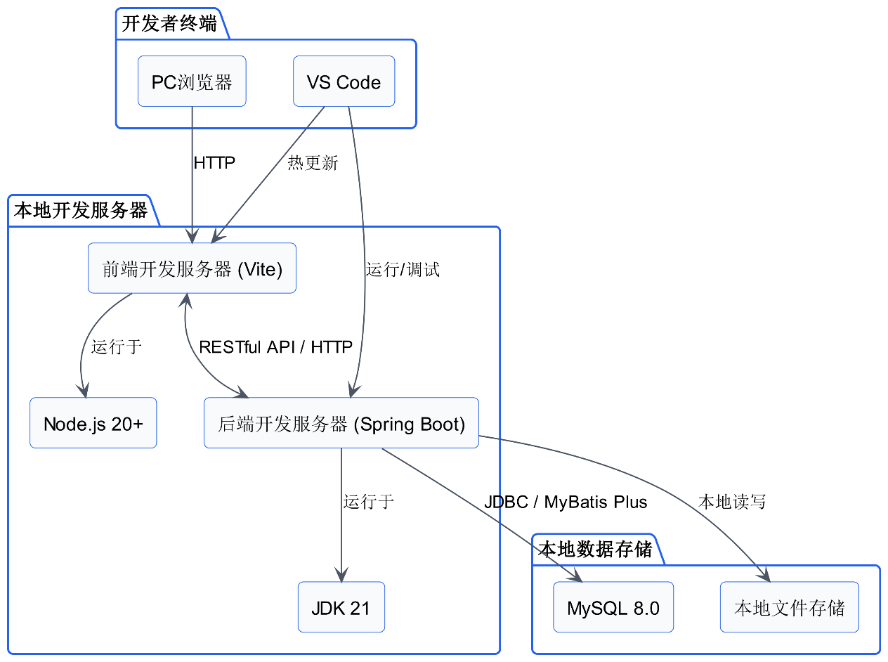 开发者终端
PC浏览器
VS Code
HTTP
热更新
本地开发服务器
前端开发服务器 (Vite)
运行/调试
运行于
RESTful API / HTTP
Node.js 20+
后端开发服务器 (Spring Boot)
运行于
JDBC / MyBatis Plus
本地读写
本地数据存储
JDK 21
MySQL 8.0
本地文件存储